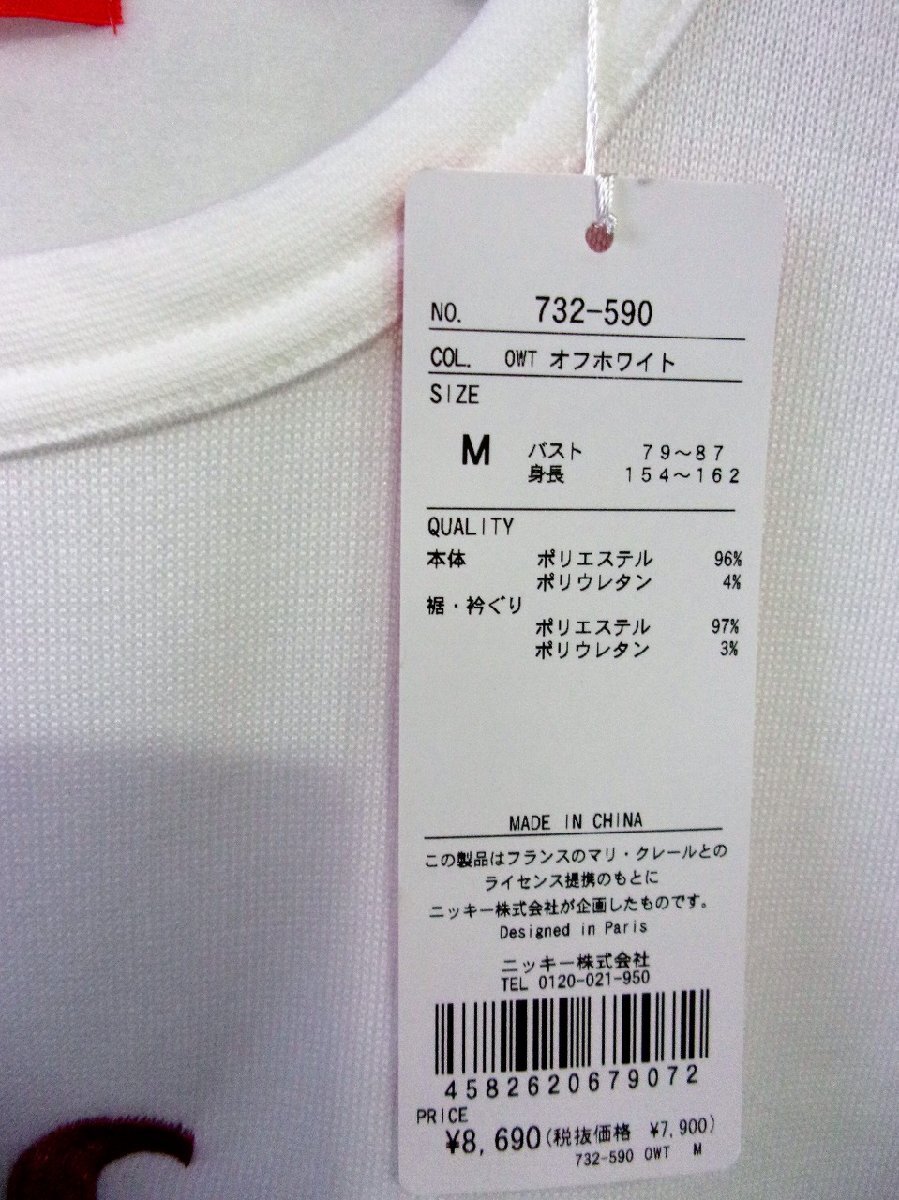 NO. 732-590
COL. OWT オフホワイト
SIZE
M バスト 79～87
身長 154～162
QUALITY
本体 ポリエステル 96%
ポリウレタン 4%
裾・衿ぐり
ポリエステル 97%
ポリウレタン 3%
MADE IN CHINA
この製品はフランスのマリ・クレールとの
ライセンス提携のもとに
ニッキー株式会社が企画したものです。
Designed in Paris
ニッキー株式会社
TEL 0120-021-950
4582620679072
PRICE
¥8,690(税抜価格 ¥7,900)
732-590 OWT M